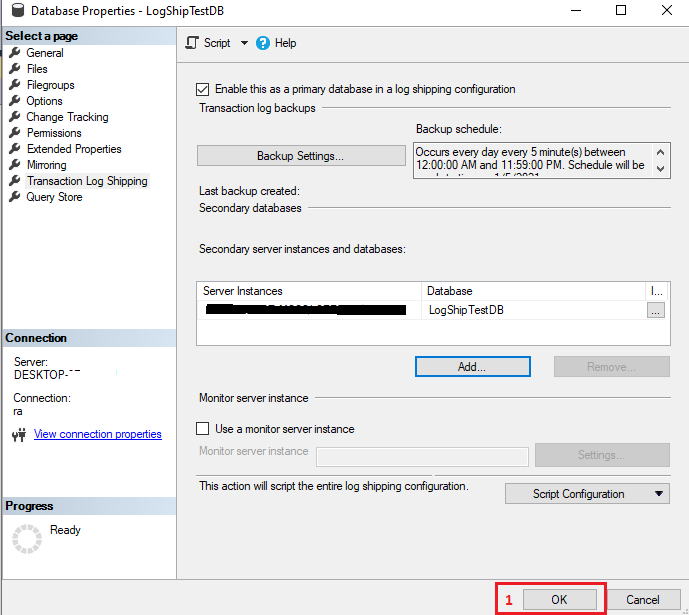 Database Properties - LogShipTestDB
Select a page
General
Files
Filegroups
Options
Change Tracking
Permissions
Extended Properties
Mirroring
Transaction Log Shipping
Query Store
Connection
Server:
DESKTOP-
Connection:
ra
View connection properties
Progress
Ready
Script
Help
Enable this as a primary database in a log shipping configuration
Transaction log backups
Backup schedule:
Backup Settings...
Occurs every day every 5 minute(s) between
12:00:00 AM and 11:59:00 PM. Schedule will be
Last backup created:
Secondary databases
Secondary server instances and databases:
Server Instances Database I...
LogShipTestDB ...
Add... Remove...
Monitor server instance
Use a monitor server instance
Monitor server instance Settings...
This action will script the entire log shipping configuration. Script Configuration
1 OK Cancel